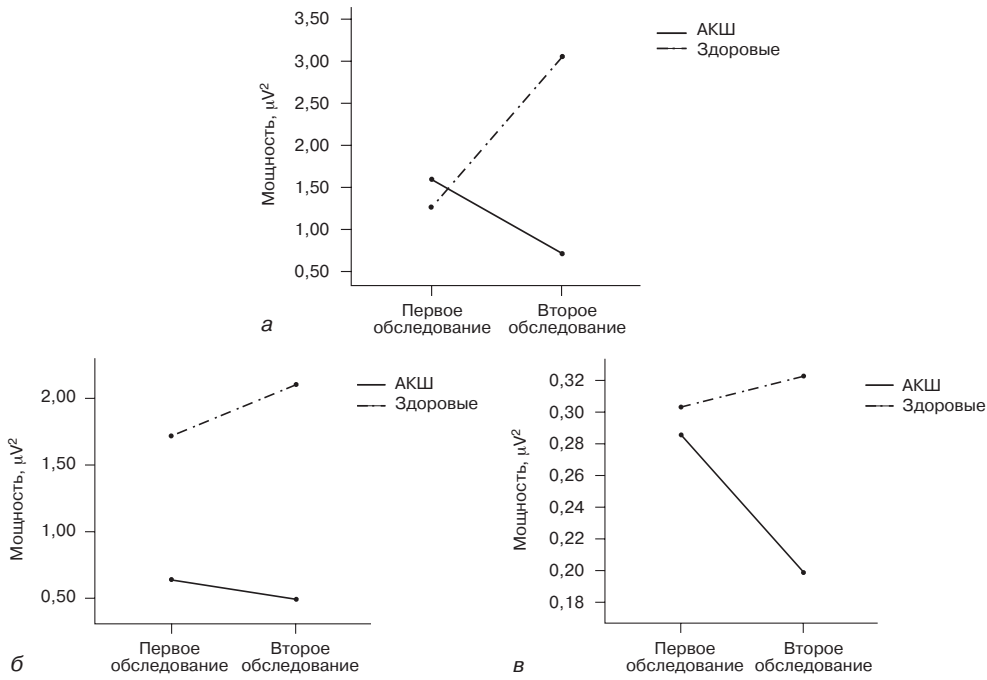 3,50
3,00
2,50
2,00
1,50
1,00
0,50
Мощность, μV²
АКШ
Здоровые
Первое
обследование
Второе
обследование
а
2,00
1,50
1,00
0,50
Мощность, μV²
АКШ
Здоровые
Первое
обследование
Второе
обследование
б
0,32
0,30
0,28
0,26
0,24
0,22
0,20
0,18
Мощность, μV²
АКШ
Здоровые
Первое
обследование
Второе
обследование
в